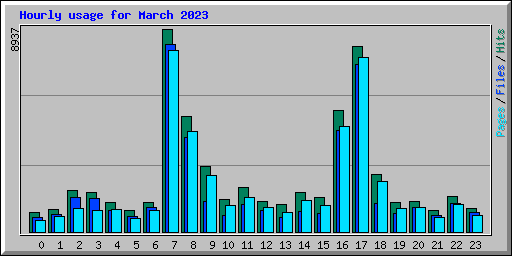 Hourly usage for March 2023
8937
Pages/Files/Hits
0 1 2 3 4 5 6 7 8 9 10 11 12 13 14 15 16 17 18 19 20 21 22 23